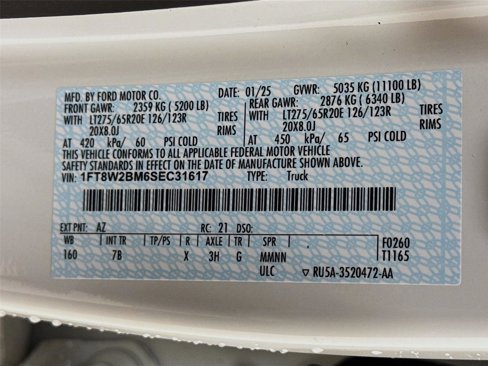 MFD. BY FORD MOTOR CO. DATE: 01/25 GVWR: 5035 KG (11100 LB)
FRONT GAWR: 2359 KG (5200 LB) REAR GAWR: 2876 KG (6340 LB)
WITH LT275/65R20E 126/123R TIRES WITH LT275/65R20E 126/123R TIRES
20X8.0J RIMS 20X8.0J RIMS
AT 420 kPa/ 60 PSI COLD AT 450 kPa/ 65 PSI COLD
THIS VEHICLE CONFORMS TO ALL APPLICABLE FEDERAL MOTOR VEHICLE
SAFETY STANDARDS IN EFFECT ON THE DATE OF MANUFACTURE SHOWN ABOVE.
VIN: 1FT8W2BM6SEC31617 TYPE: Truck
EXT PNT: AZ RC: 21 DSO:
WB INT TR TP/PS R AXLE TR SPR F0260
160 7B X 3H G MMNN T1165
ULC ▽ RU5A-3520472-AA